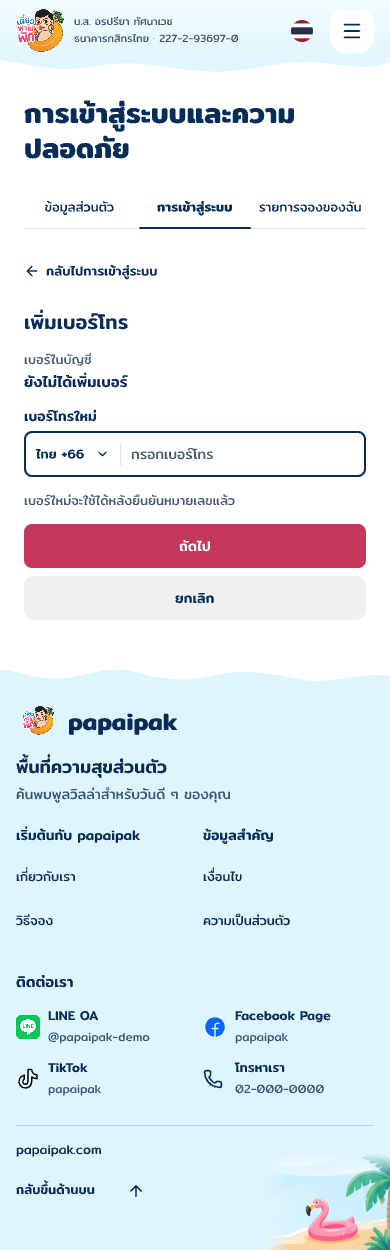 น.ส. อรปรียา ทัศนาเวช
ธนาคารกสิกรไทย · 227-2-93697-0
การเข้าสู่ระบบและความ
ปลอดภัย
ข้อมูลส่วนตัว
การเข้าสู่ระบบ
รายการจองของฉัน
← กลับไปการเข้าสู่ระบบ
เพิ่มเบอร์โทร
เบอร์ในบัญชี
ยังไม่ได้เพิ่มเบอร์
เบอร์โทรใหม่
ไทย +66 กรอกเบอร์โทร
เบอร์ใหม่จะใช้ได้หลังยืนยันหมายเลขแล้ว
ถัดไป
ยกเลิก
papaipak
พื้นที่ความสุขส่วนตัว
ค้นพบพูลวิลล่าสำหรับวันดี ๆ ของคุณ
เริ่มต้นกับ papaipak
ข้อมูลสำคัญ
เกี่ยวกับเรา
เงื่อนไข
วิธีจอง
ความเป็นส่วนตัว
ติดต่อเรา
LINE OA
@papaipak-demo
Facebook Page
papaipak
TikTok
papaipak
โทรหาเรา
02-000-0000
papaipak.com
กลับขึ้นด้านบน ↑